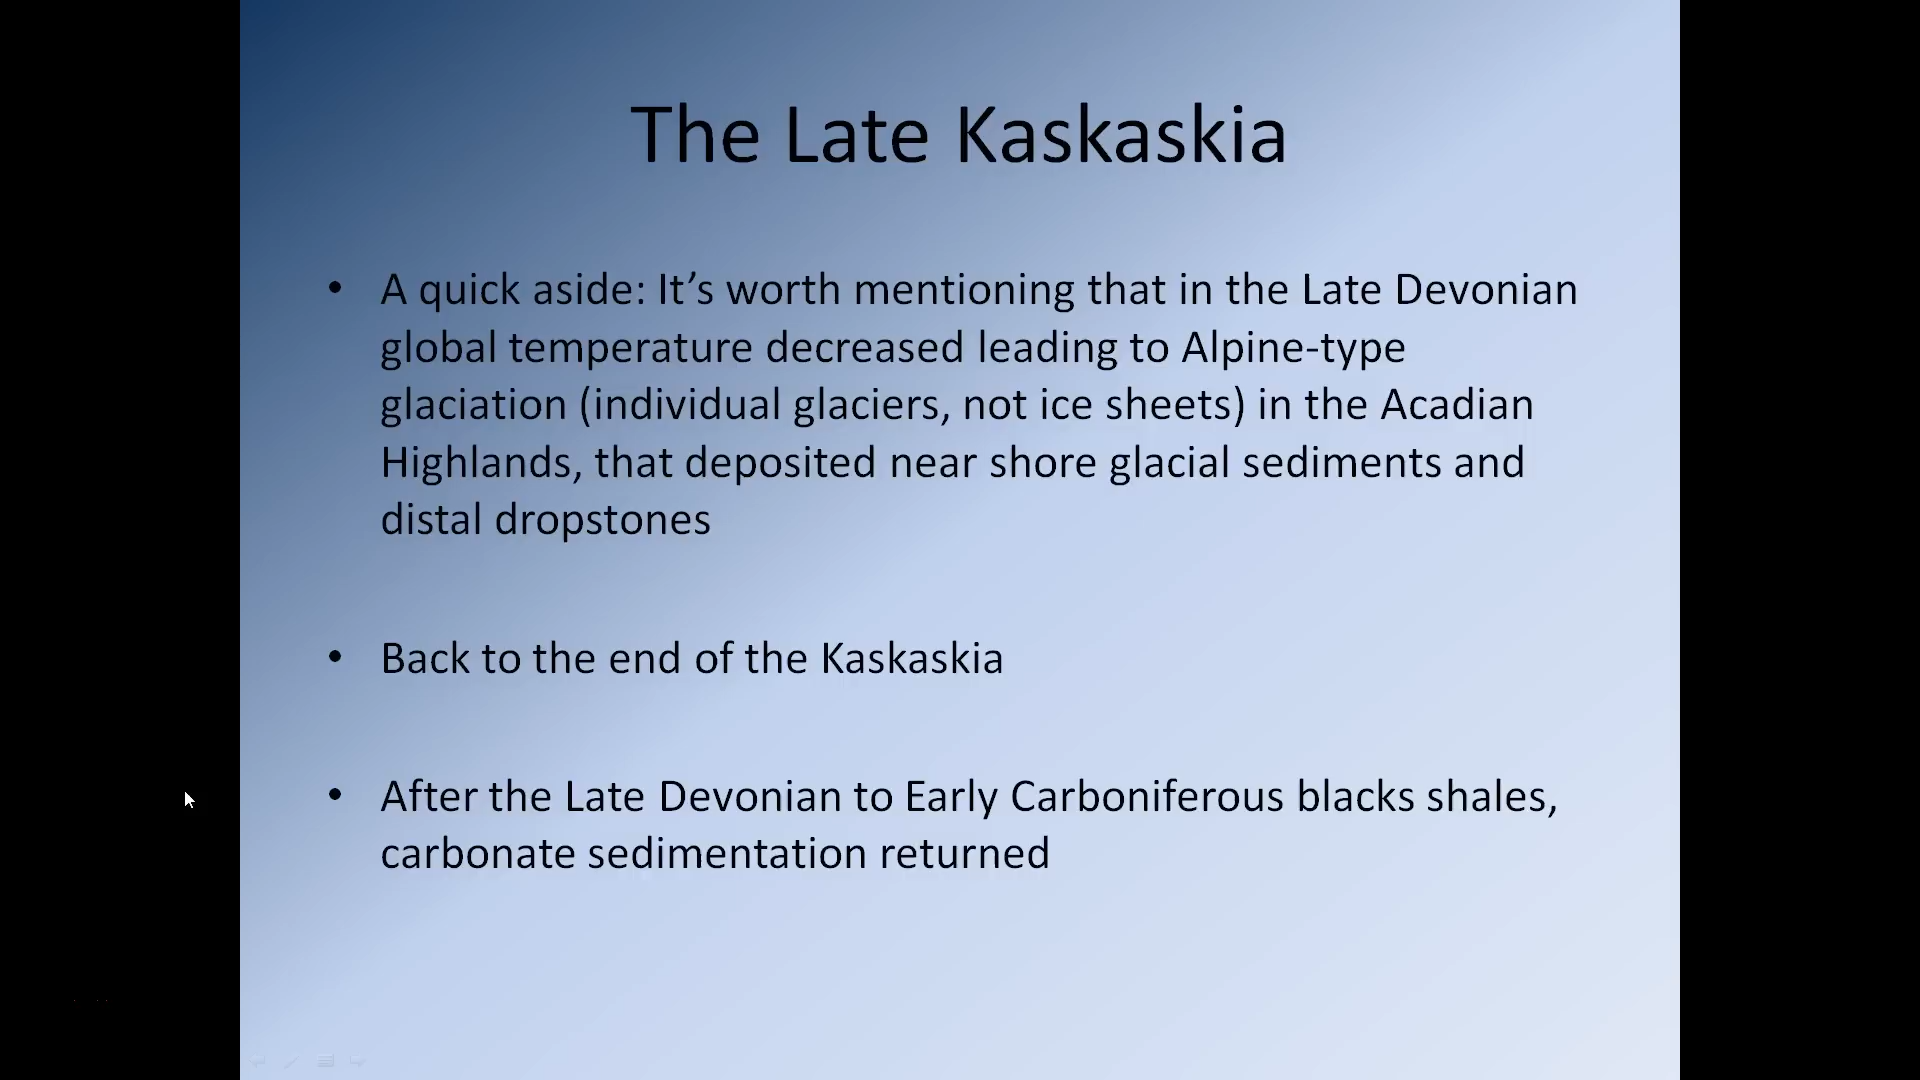 The Late Kaskaskia
• A quick aside: It’s worth mentioning that in the Late Devonian
global temperature decreased leading to Alpine-type
glaciation (individual glaciers, not ice sheets) in the Acadian
Highlands, that deposited near shore glacial sediments and
distal dropstones
• Back to the end of the Kaskaskia
• After the Late Devonian to Early Carboniferous blacks shales,
carbonate sedimentation returned